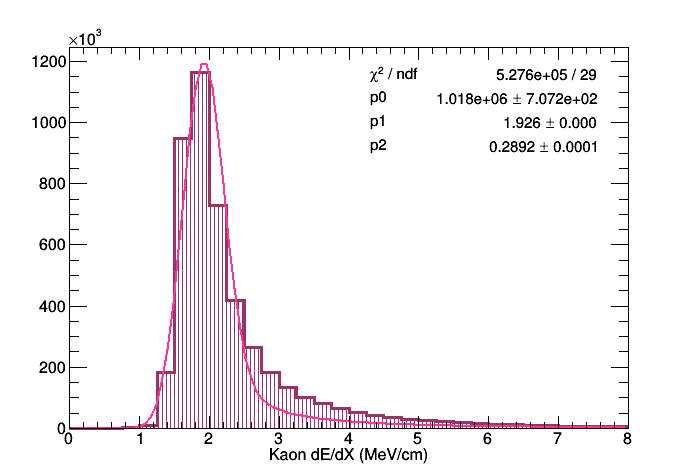 ×10³
1200
1000
800
600
400
200
0
χ² / ndf 5.276e+05 / 29
p0 1.018e+06 ± 7.072e+02
p1 1.926 ± 0.000
p2 0.2892 ± 0.0001
0 1 2 3 4 5 6 7 8
Kaon dE/dX (MeV/cm)